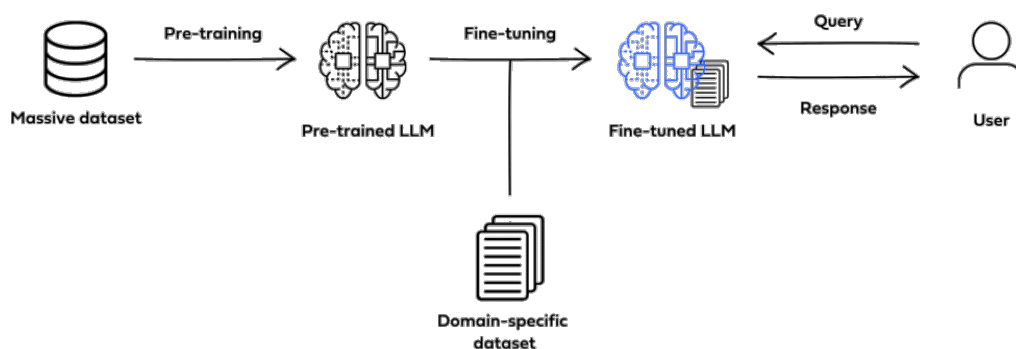 Pre-training
Fine-tuning
Query
Massive dataset
Pre-trained LLM
Fine-tuned LLM
Response
User
Domain-specific
dataset